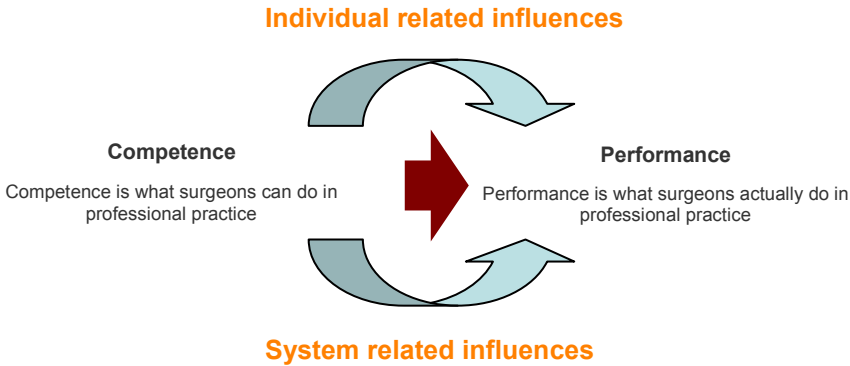 Individual related influences
Competence
Competence is what surgeons can do in
professional practice
Performance
Performance is what surgeons actually do in
professional practice
System related influences